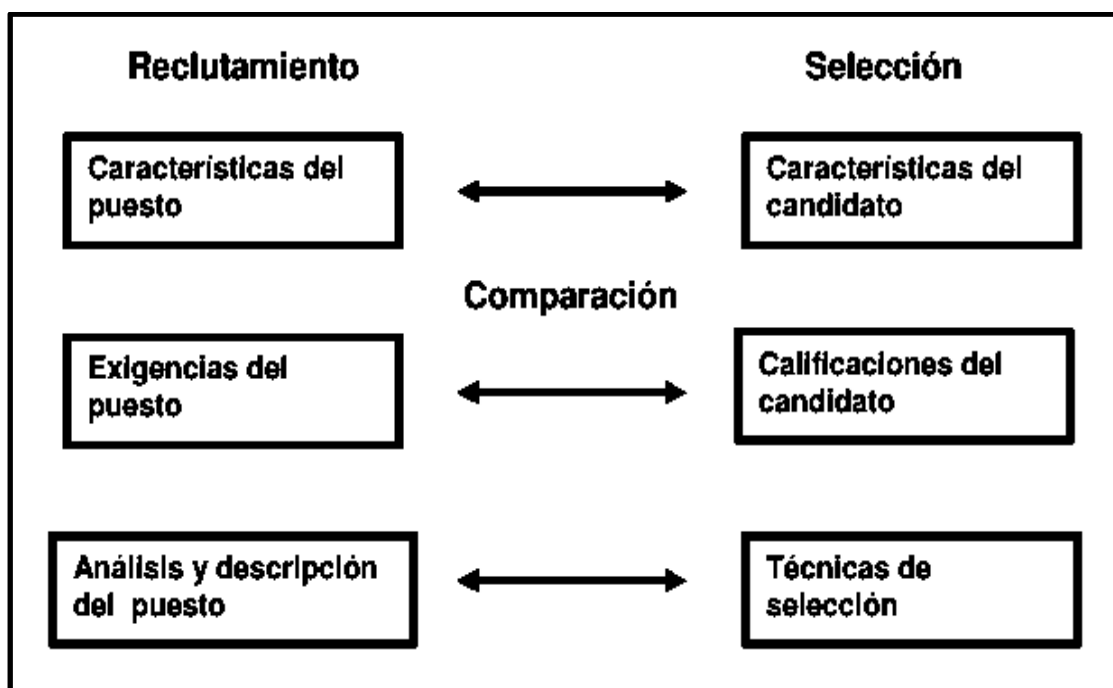 Reclutamiento
Selección
Características del
puesto
Características del
candidato
Comparación
Exigencias del
puesto
Calificaciones del
candidato
Análisis y descripción
del puesto
Técnicas de
selección